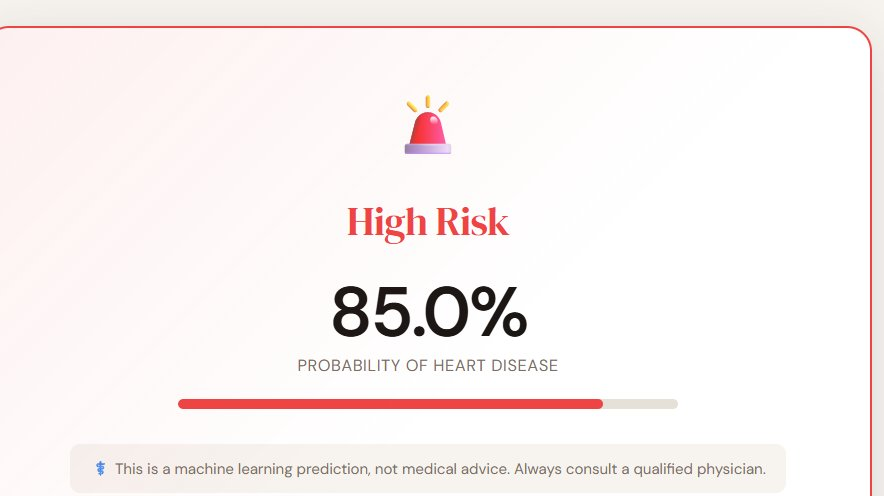 High Risk
85.0%
PROBABILITY OF HEART DISEASE
This is a machine learning prediction, not medical advice. Always consult a qualified physician.